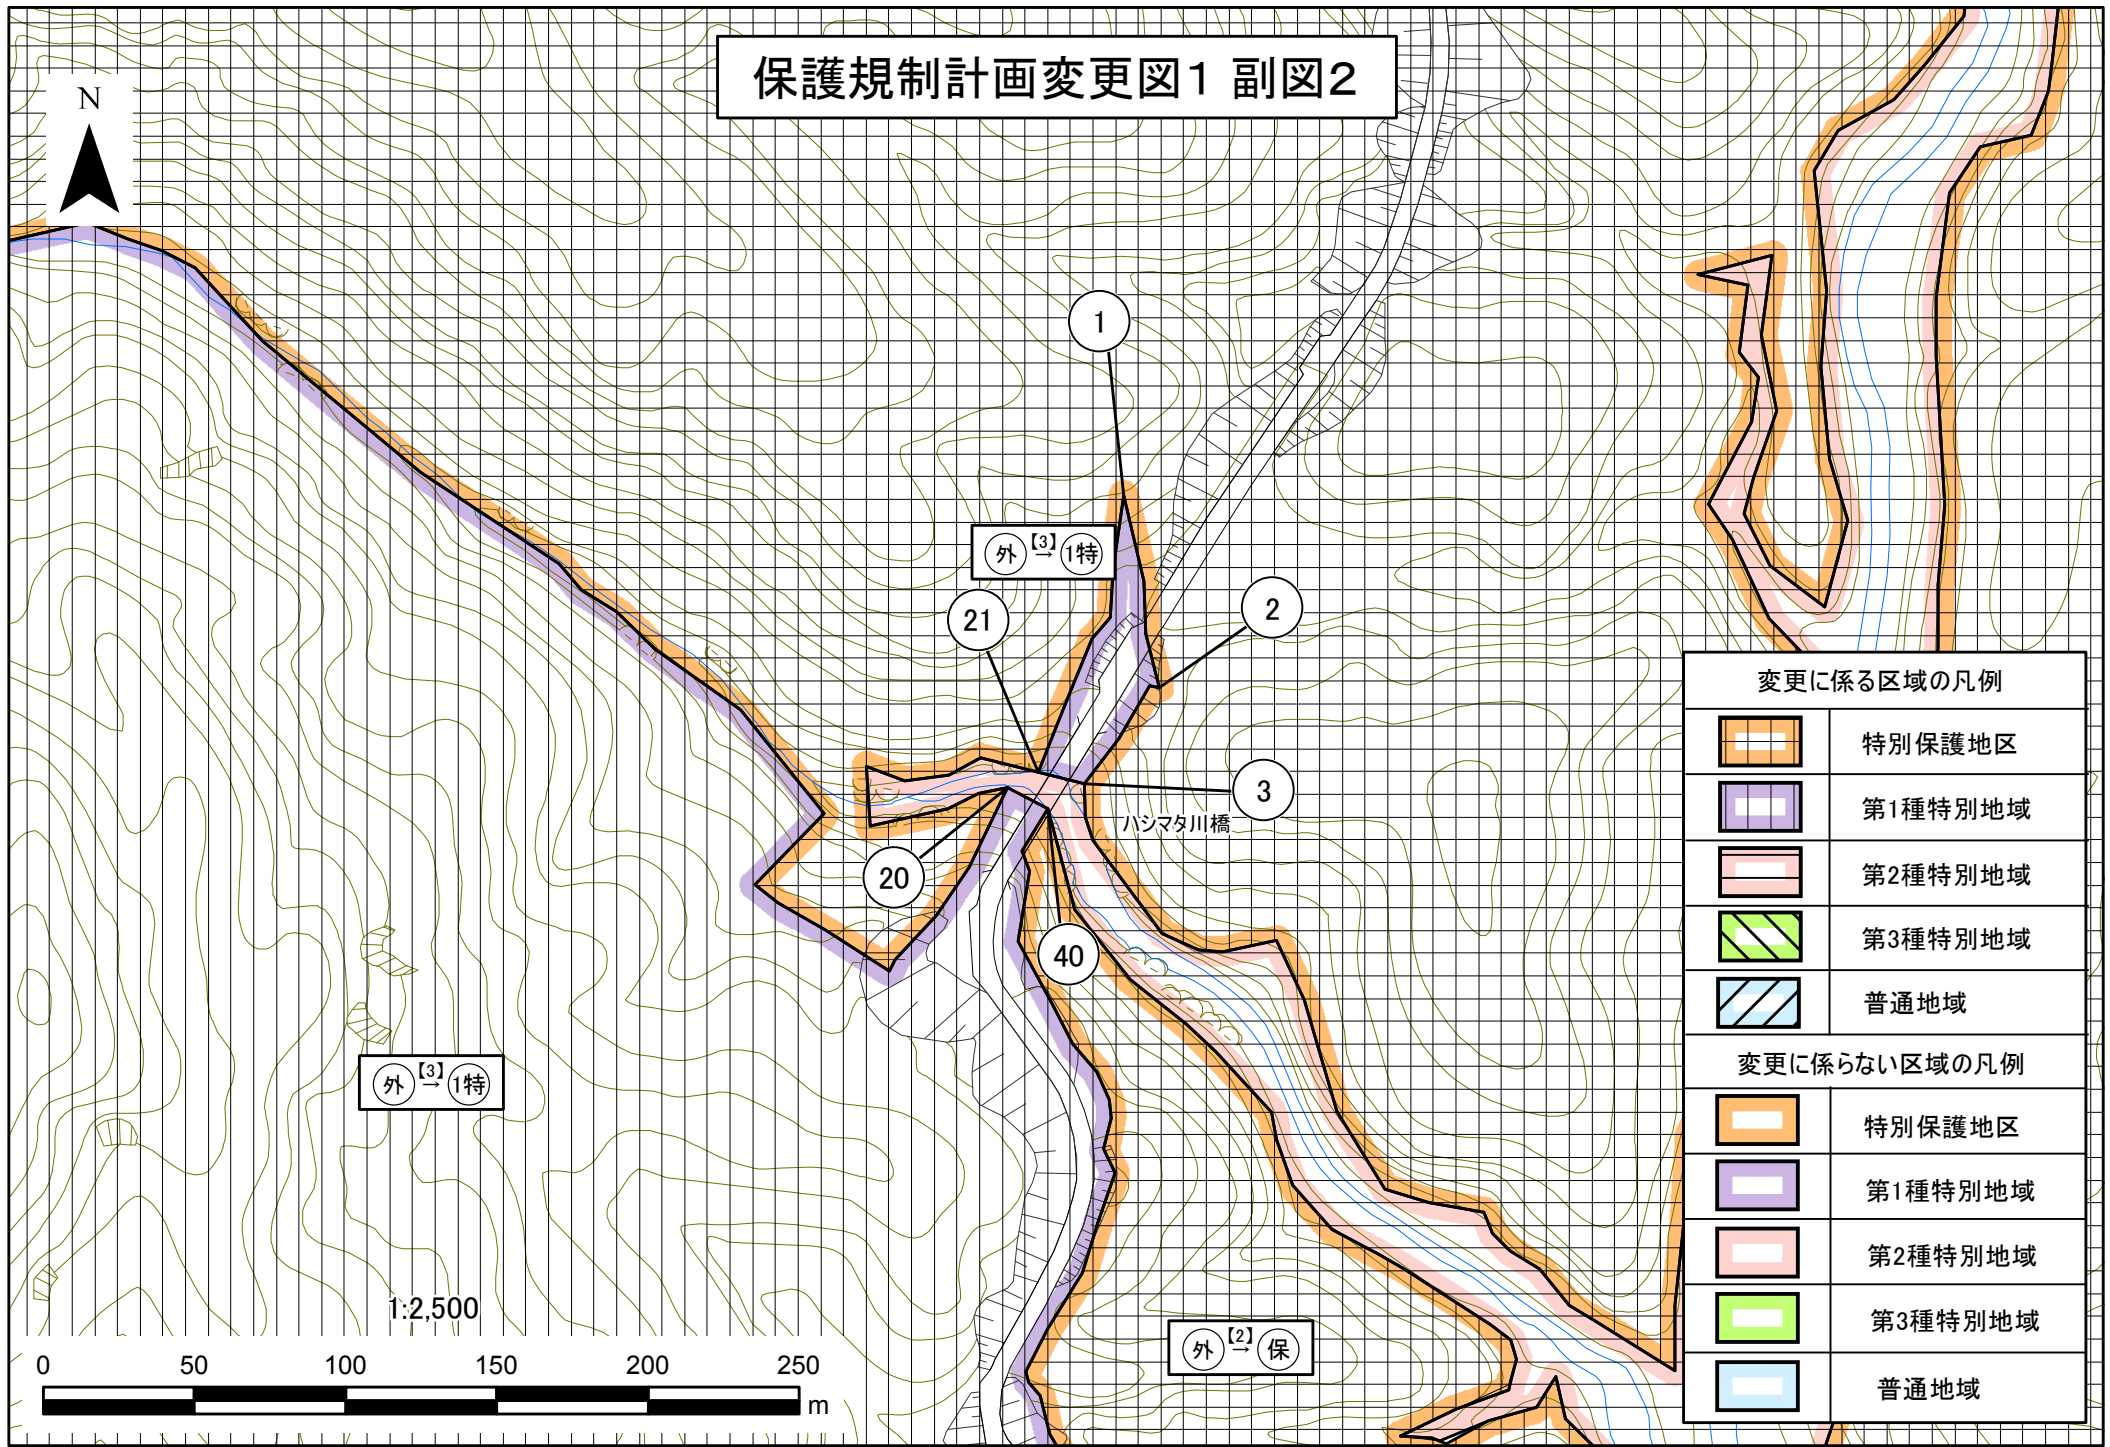 保護規制計画変更図1 副図2
N
1
外【3】→1特
21
2
3
ハシマタ川橋
20
40
外【3】→1特
外【2】→保
1:2,500
0 50 100 150 200 250
m
変更に係る区域の凡例
特別保護地区
第1種特別地域
第2種特別地域
第3種特別地域
普通地域
変更に係らない区域の凡例
特別保護地区
第1種特別地域
第2種特別地域
第3種特別地域
普通地域